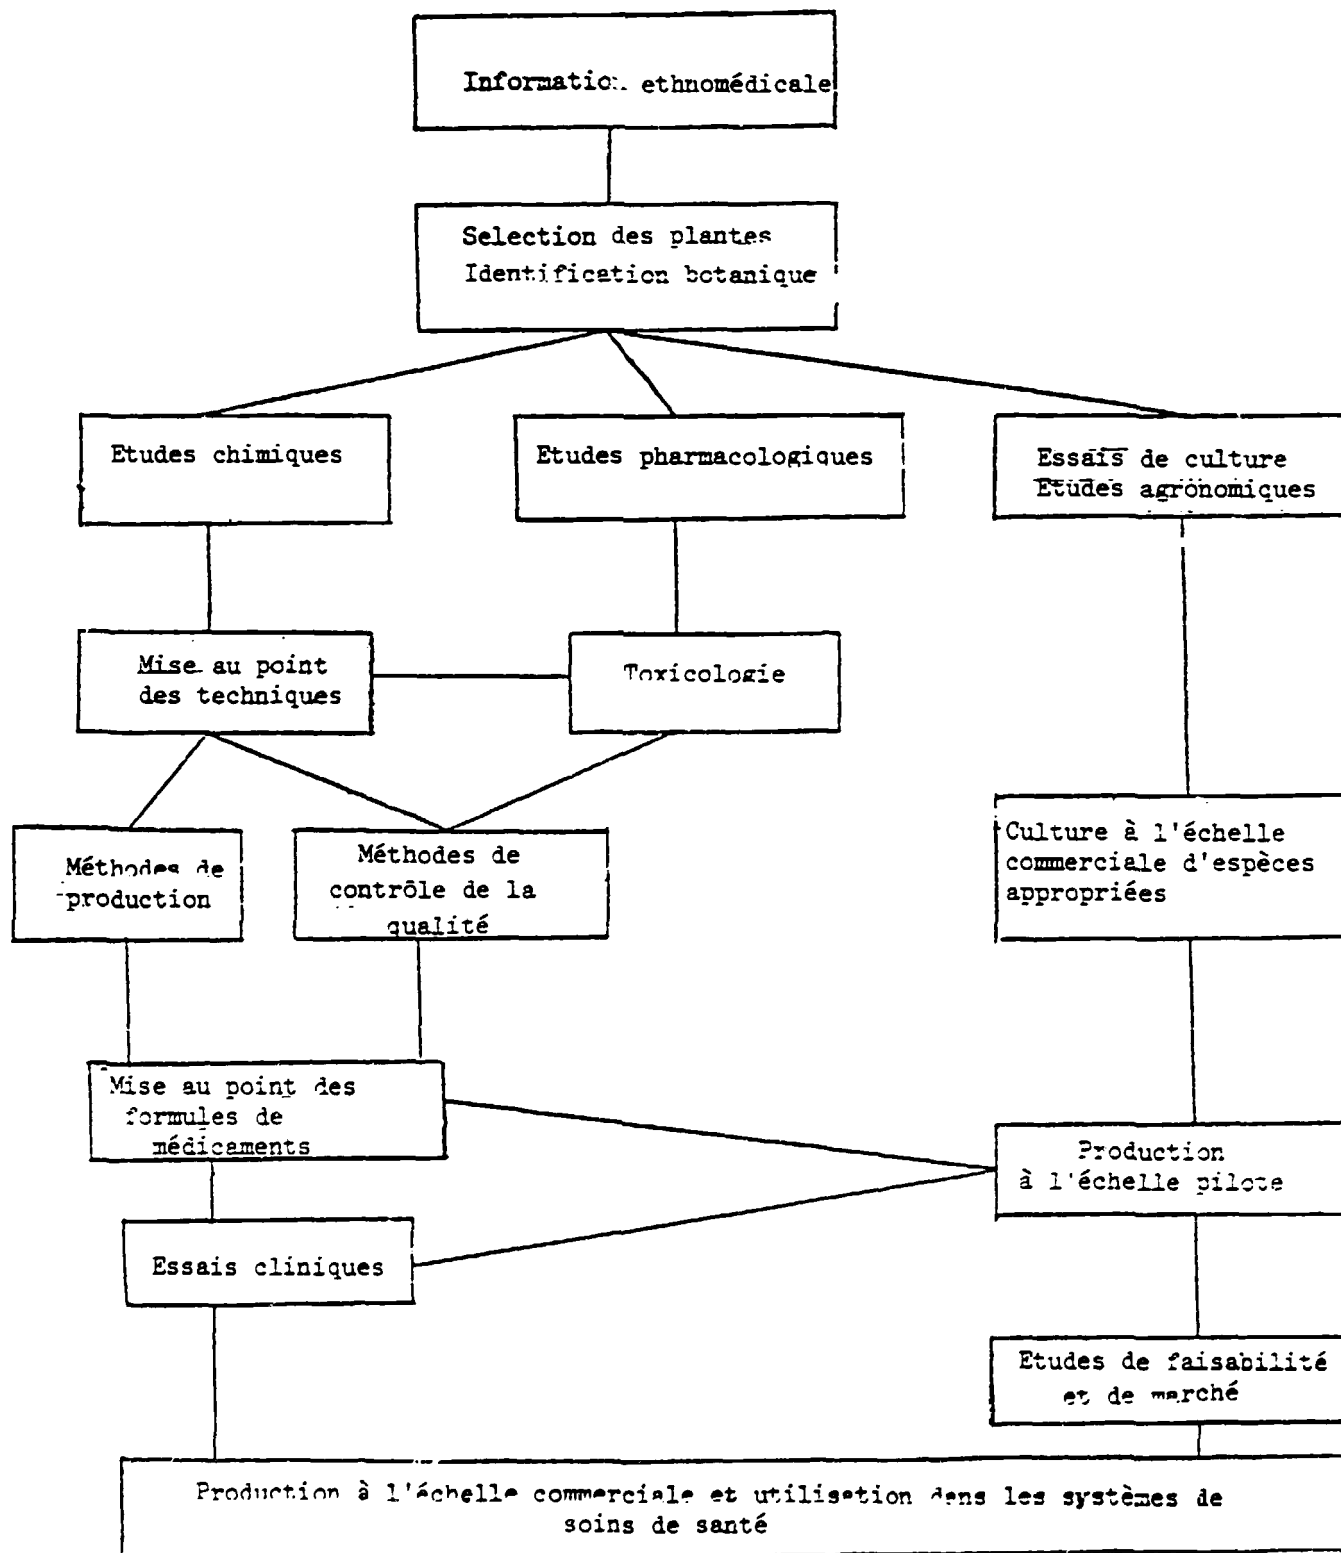 Information ethnomédicale
Selection des plantes
Identification botanique
Etudes chimiques
Etudes pharmacologiques
Essais de culture
Etudes agronomiques
Mise au point
des techniques
Toxicologie
Méthodes de
production
Méthodes de
contrôle de la
qualité
Culture à l'échelle
commerciale d'espèces
appropriées
Mise au point des
formules de
médicaments
Production
à l'échelle pilote
Essais cliniques
Etudes de faisabilité
et de marché
Production à l'échelle commerciale et utilisation dans les systèmes de
soins de santé